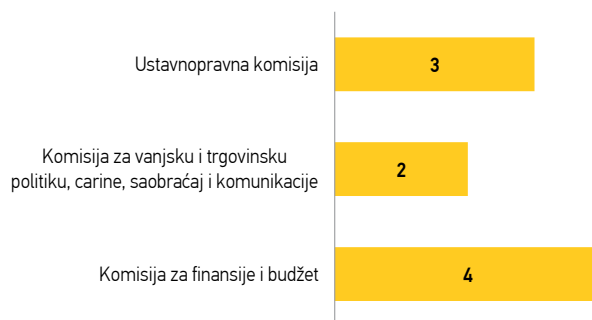 Ustavnopravna komisija
3
Komisija za vanjsku i trgovinsku
politiku, carine, saobraćaj i komunikacije
2
Komisija za finansije i budžet
4